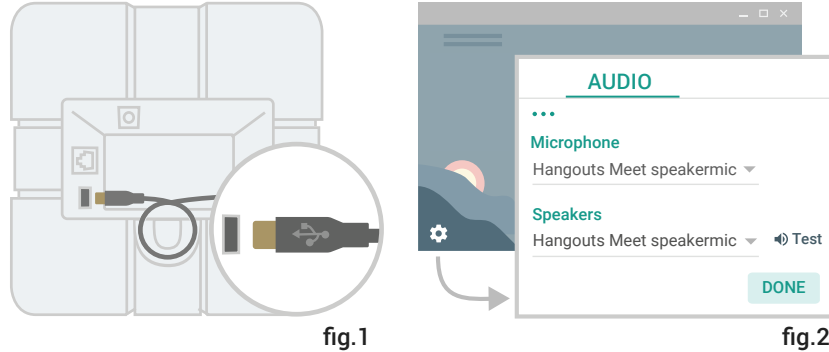 AUDIO
...
Microphone
Hangouts Meet speakermic
Speakers
Hangouts Meet speakermic
Test
DONE
fig.1
fig.2